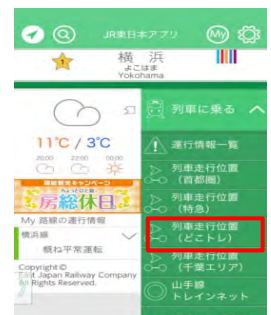 JR東日本アプリ
My
1
横 浜
よこはま
Yokohama
列車に乗る
11℃ / 3℃
20:00 22:00 00:00
運行情報一覧
列車走行位置
(首都圏)
列車走行位置
(特急)
房総休日
My 路線の運行情報
横浜線
概ね平常運転
列車走行位置
(どこトレ)
列車走行位置
(千葉エリア)
Copyright©
East Japan Railway Company
All Rights Reserved.
山手線
トレインネット